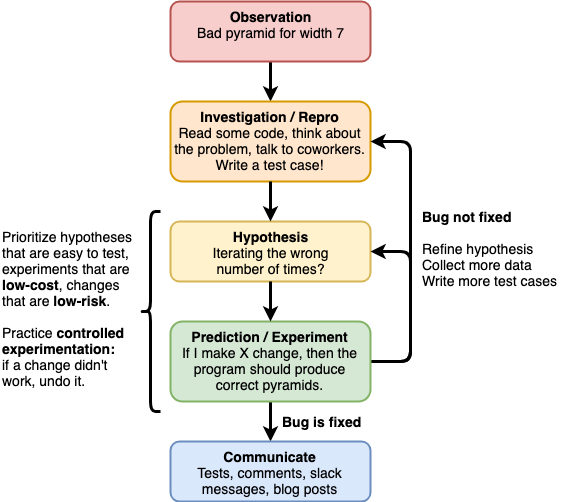 Observation
Bad pyramid for width 7
Investigation / Repro
Read some code, think about
the problem, talk to coworkers.
Write a test case!
Bug not fixed
Refine hypothesis
Collect more data
Write more test cases
Prioritize hypotheses
that are easy to test,
experiments that are
low-cost, changes
that are low-risk.
Practice controlled
experimentation:
if a change didn't
work, undo it.
Hypothesis
Iterating the wrong
number of times?
Prediction / Experiment
If I make X change, then the
program should produce
correct pyramids.
Bug is fixed
Communicate
Tests, comments, slack
messages, blog posts